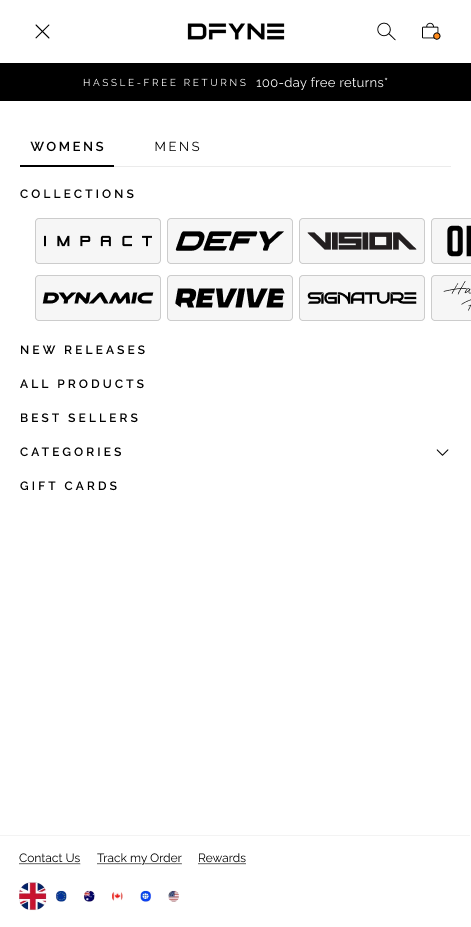 DFYNE
HASSLE-FREE RETURNS 100-day free returns*
WOMENS MENS
COLLECTIONS
IMPACT DEFY VISION
DYNAMIC REVIVE SIGNATURE
NEW RELEASES
ALL PRODUCTS
BEST SELLERS
CATEGORIES
GIFT CARDS
Contact Us Track my Order Rewards